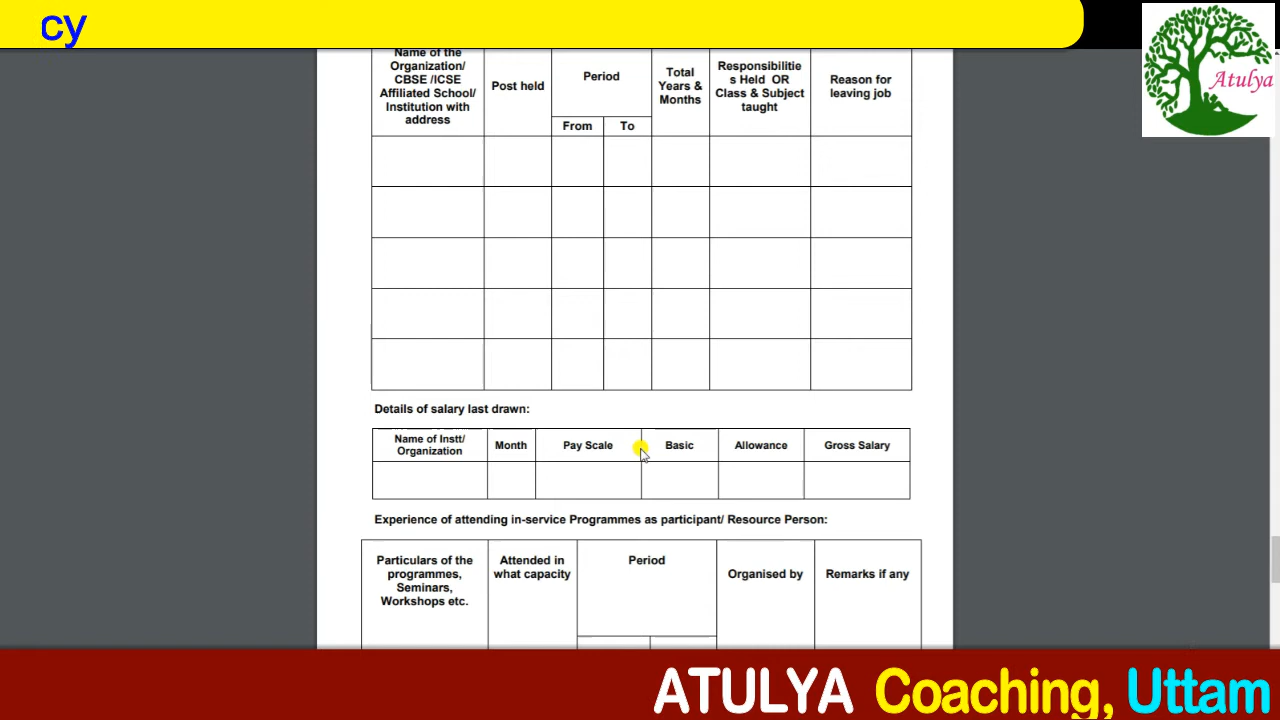 cy
Atulya
Name of the
Organization/
CBSE /ICSE
Affiliated School/
Institution with
address
Post held
Period
From
To
Total
Years &
Months
Responsibilitie
s Held OR
Class & Subject
taught
Reason for
leaving job
Details of salary last drawn:
Name of Instt/
Organization
Month
Pay Scale
Basic
Allowance
Gross Salary
Experience of attending in-service Programmes as participant/ Resource Person:
Particulars of the
programmes,
Seminars,
Workshops etc.
Attended in
what capacity
Period
Organised by
Remarks if any
ATULYA Coaching, Uttam